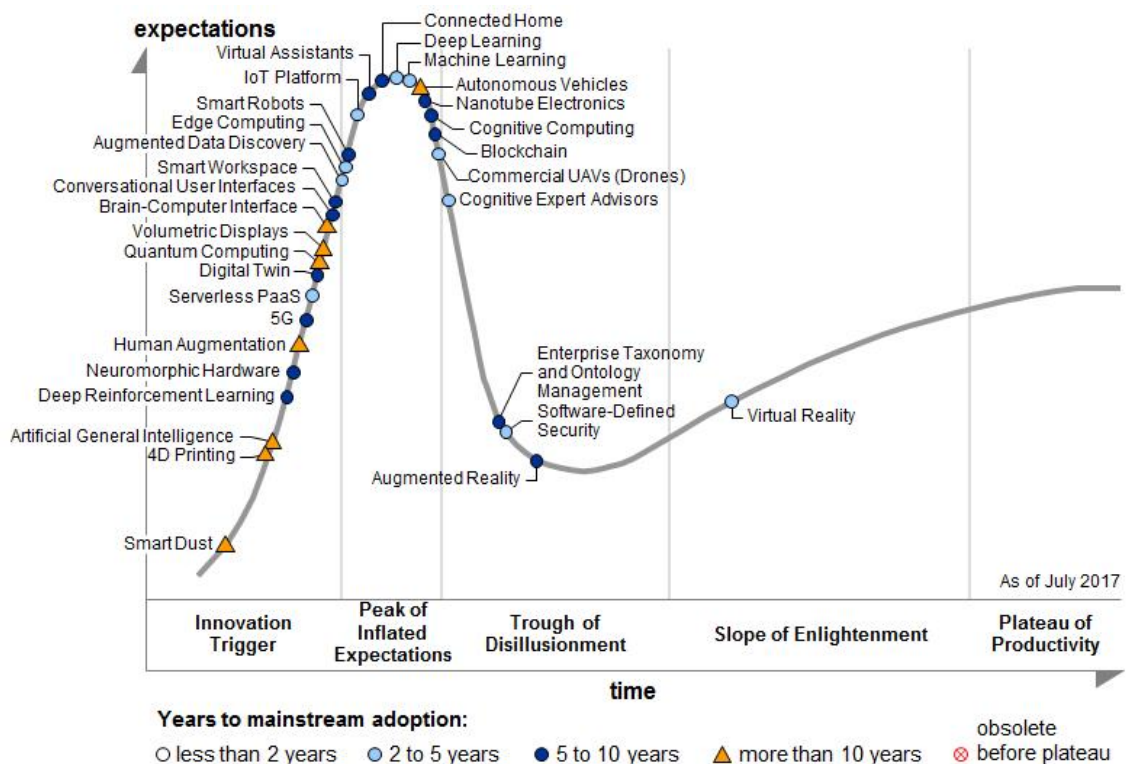 expectations
Connected Home
Deep Learning
Virtual Assistants
Machine Learning
IoT Platform
Autonomous Vehicles
Smart Robots
Nanotube Electronics
Edge Computing
Cognitive Computing
Augmented Data Discovery
Blockchain
Smart Workspace
Commercial UAVs (Drones)
Conversational User Interfaces
Cognitive Expert Advisors
Brain-Computer Interface
Volumetric Displays
Quantum Computing
Digital Twin
Serverless PaaS
5G
Human Augmentation
Neuromorphic Hardware
Deep Reinforcement Learning
Artificial General Intelligence
4D Printing
Smart Dust
Enterprise Taxonomy
and Ontology
Management
Software-Defined
Security
Augmented Reality
Virtual Reality
As of July 2017
Innovation
Trigger
Peak of
Inflated
Expectations
Trough of
Disillusionment
Slope of Enlightenment
Plateau of
Productivity
time
Years to mainstream adoption:
less than 2 years
2 to 5 years
5 to 10 years
more than 10 years
obsolete
before plateau